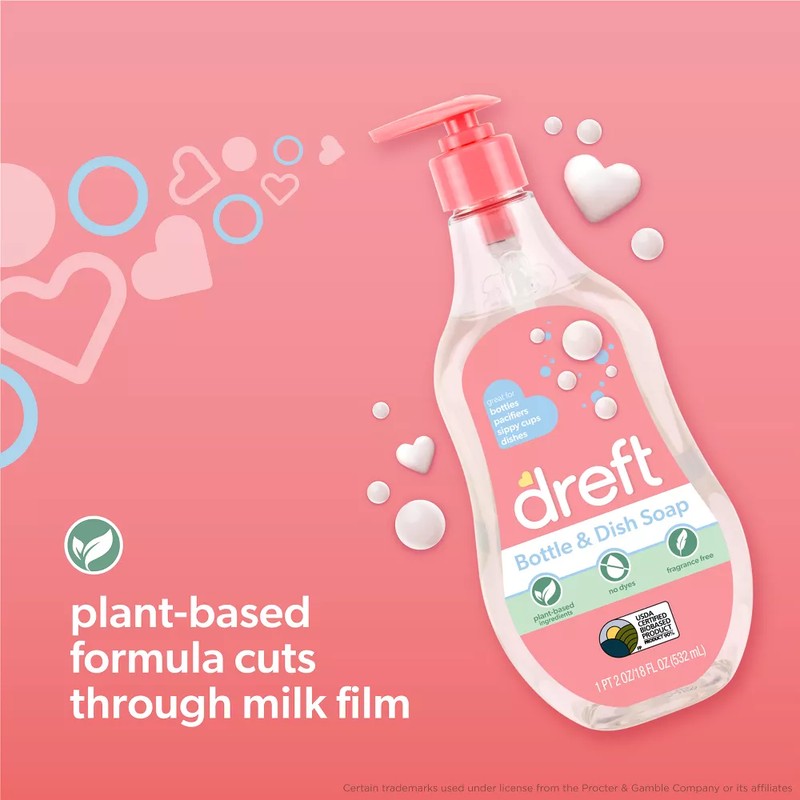 great for
bottles
pacifiers
sippy cups
dishes
dreft
Bottle & Dish Soap
plant-based
ingredients
no dyes
fragrance free
USDA
CERTIFIED
BIOBASED
PRODUCT
PRODUCT 90%
1 PT 2 OZ/18 FL OZ (532 mL)
plant-based
formula cuts
through milk film
Certain trademarks used under license from the Procter & Gamble Company or its affiliates